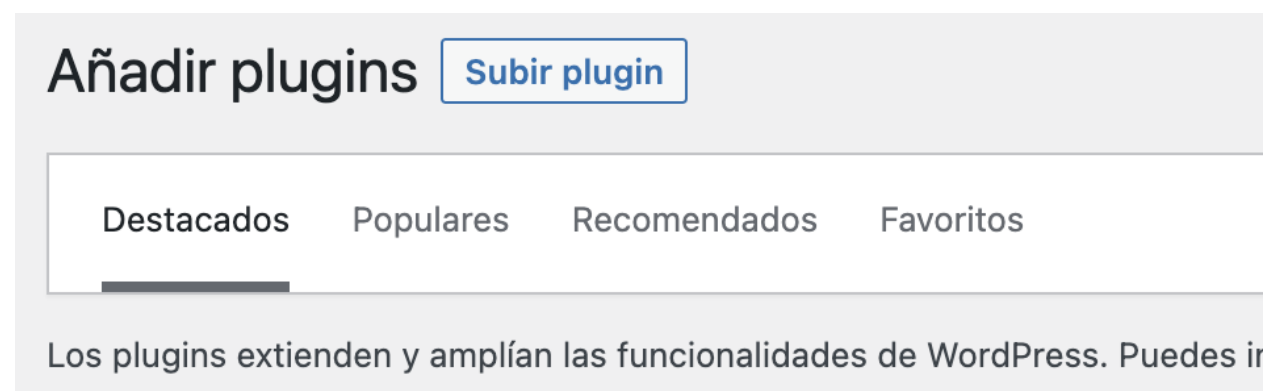 Añadir plugins Subir plugin
Destacados Populares Recomendados Favoritos
Los plugins extienden y amplían las funcionalidades de WordPress. Puedes